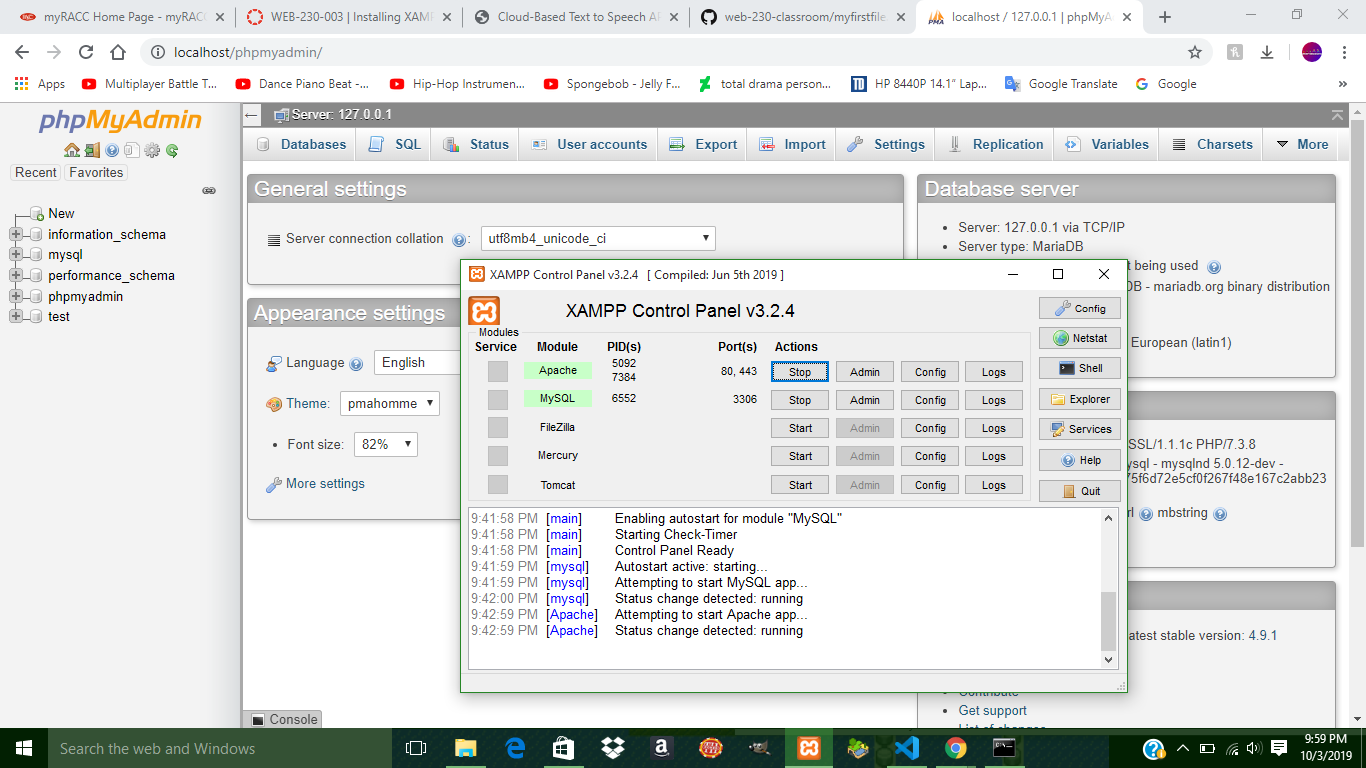 myRACC Home Page - myRACC
WEB-230-003 | Installing XAMP
Cloud-Based Text to Speech AP
web-230-classroom/myfirstfile
localhost / 127.0.0.1 | phpMyA
localhost/phpmyadmin/
Apps
Multiplayer Battle T...
Dance Piano Beat -...
Hip-Hop Instrumen...
Spongebob - Jelly F...
total drama person...
HP 8440P 14.1" Lap...
Google Translate
Google
»
phpMyAdmin
Recent
Favorites
New
information_schema
mysql
performance_schema
phpmyadmin
test
Server: 127.0.0.1
Databases
SQL
Status
User accounts
Export
Import
Settings
Replication
Variables
Charsets
More
General settings
Server connection collation
:
utf8mb4_unicode_ci
Appearance settings
Language
English
Theme:
pmahomme
• Font size:
82%
More settings
Database server
• Server: 127.0.0.1 via TCP/IP
• Server type: MariaDB
t being used
DB - mariadb.org binary distribution
European (latin1)
SSL/1.1.1c PHP/7.3.8
ysql - mysqlnd 5.0.12-dev -
75f6d72e5cf0f267f48e167c2abb23
rl
mbstring
atest stable version: 4.9.1
Contribute
• Get support
List of changes
Console
XAMPP Control Panel v3.2.4 [ Compiled: Jun 5th 2019 ]
XAMPP Control Panel v3.2.4
Modules
Service Module PID(s) Port(s) Actions
Apache 5092 7384 80, 443 Stop Admin Config Logs
MySQL 6552 3306 Stop Admin Config Logs
FileZilla Start Admin Config Logs
Mercury Start Admin Config Logs
Tomcat Start Admin Config Logs
Config
Netstat
Shell
Explorer
Services
Help
Quit
9:41:58 PM [main] Enabling autostart for module "MySQL"
9:41:58 PM [main] Starting Check-Timer
9:41:58 PM [main] Control Panel Ready
9:41:59 PM [mysql] Autostart active: starting...
9:41:59 PM [mysql] Attempting to start MySQL app...
9:42:00 PM [mysql] Status change detected: running
9:42:59 PM [Apache] Attempting to start Apache app...
9:42:59 PM [Apache] Status change detected: running
Search the web and Windows
9:59 PM
10/3/2019